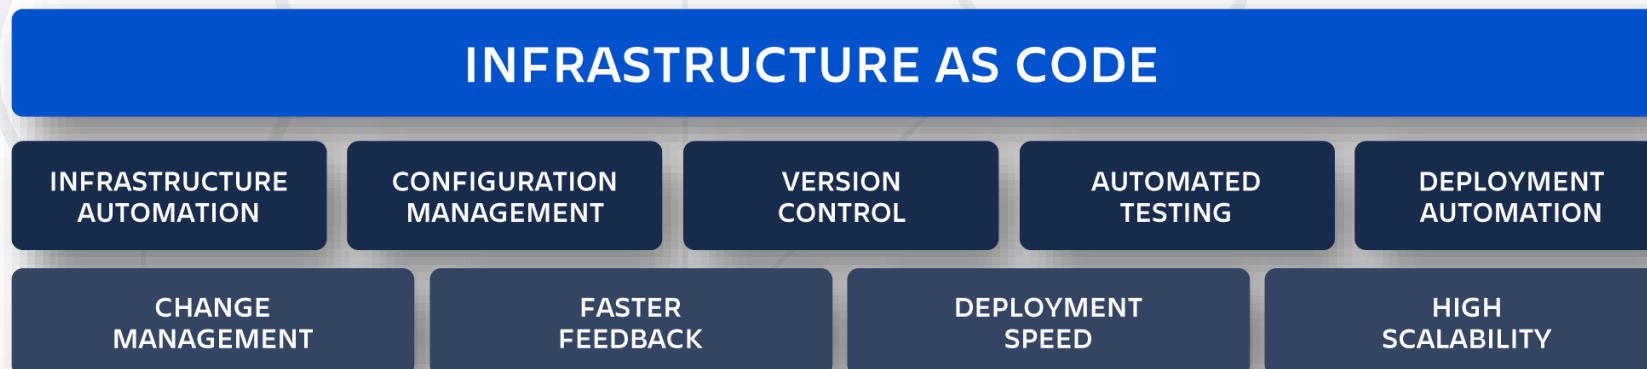 INFRASTRUCTURE AS CODE
INFRASTRUCTURE
AUTOMATION
CONFIGURATION
MANAGEMENT
VERSION
CONTROL
AUTOMATED
TESTING
DEPLOYMENT
AUTOMATION
CHANGE
MANAGEMENT
FASTER
FEEDBACK
DEPLOYMENT
SPEED
HIGH
SCALABILITY